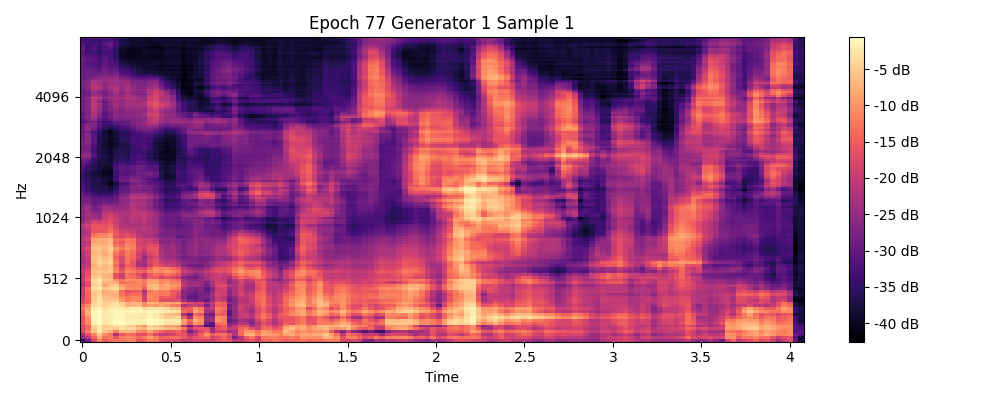 Epoch 77 Generator 1 Sample 1
Hz
4096
2048
1024
512
0
0
0.5
1
1.5
2
2.5
3
3.5
4
Time
-5 dB
-10 dB
-15 dB
-20 dB
-25 dB
-30 dB
-35 dB
-40 dB